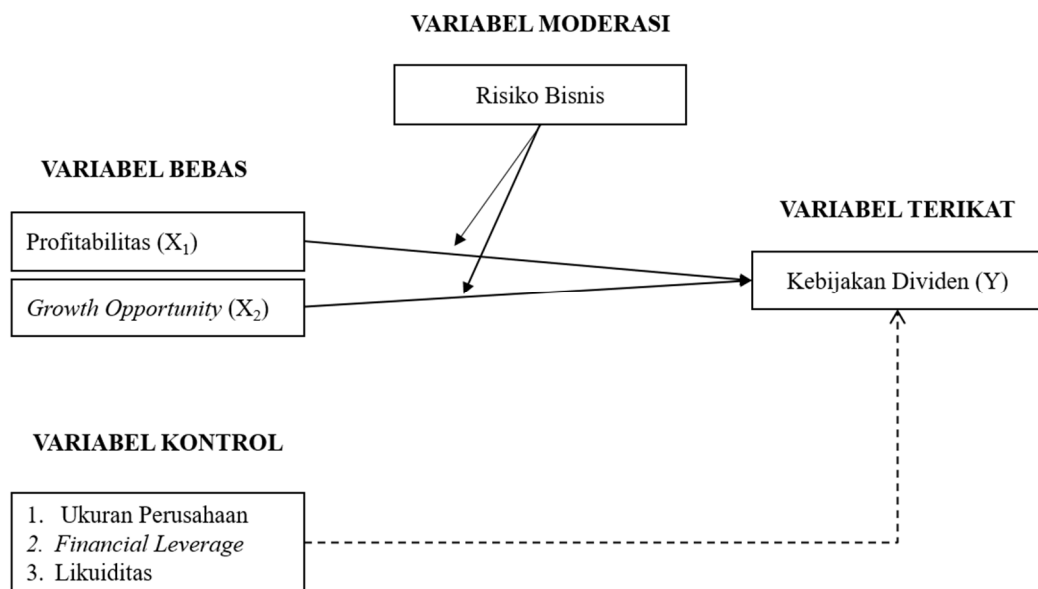 VARIABEL MODERASI
Risiko Bisnis
VARIABEL BEBAS
Profitabilitas (X₁)
Growth Opportunity (X₂)
VARIABEL TERIKAT
Kebijakan Dividen (Y)
VARIABEL KONTROL
1. Ukuran Perusahaan
2. Financial Leverage
3. Likuiditas